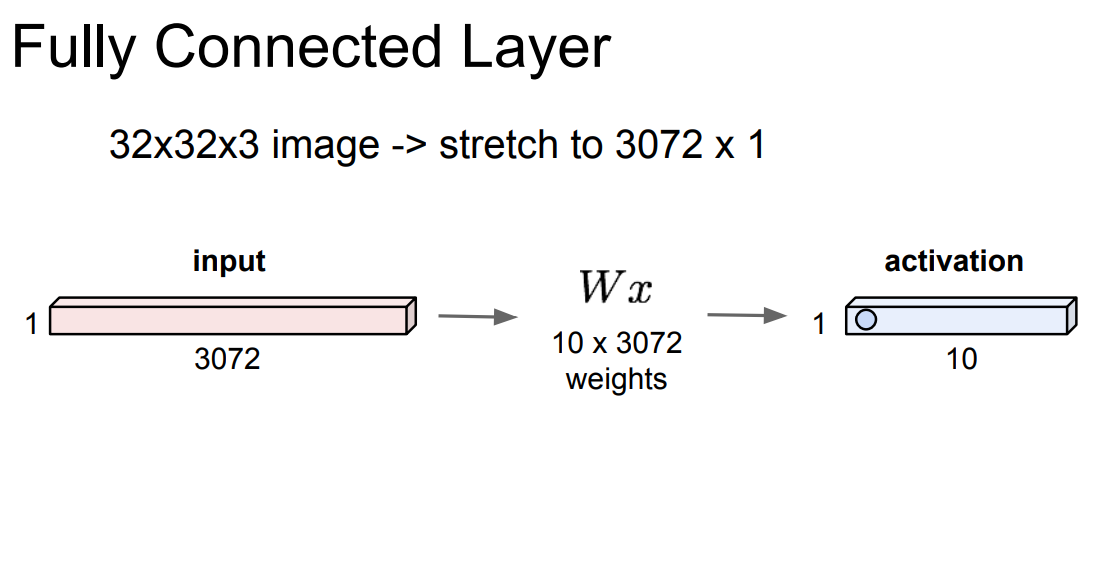 Fully Connected Layer
32x32x3 image -> stretch to 3072 x 1
input
1
3072
Wx
10 x 3072
weights
activation
1
10